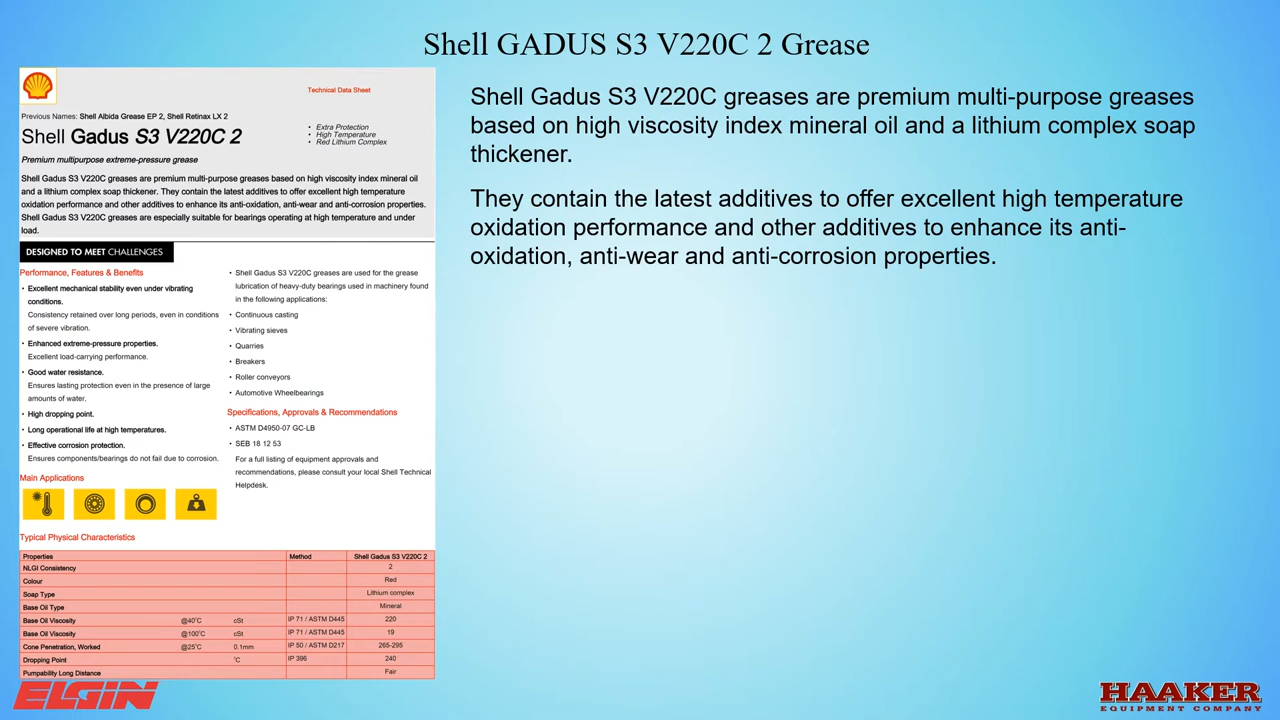 Shell GADUS S3 V220C 2 Grease
Technical Data Sheet
Previous Names: Shell Albida Grease EP 2, Shell Retinax LX 2
Shell Gadus S3 V220C 2
• Extra Protection
• High Temperature
• Red Lithium Complex
Premium multipurpose extreme-pressure grease
Shell Gadus S3 V220C greases are premium multi-purpose greases based on high viscosity index mineral oil
and a lithium complex soap thickener. They contain the latest additives to offer excellent high temperature
oxidation performance and other additives to enhance its anti-oxidation, anti-wear and anti-corrosion properties.
Shell Gadus S3 V220C greases are especially suitable for bearings operating at high temperature and under
load.
DESIGNED TO MEET CHALLENGES
Performance, Features & Benefits
• Excellent mechanical stability even under vibrating
conditions.
Consistency retained over long periods, even in conditions
of severe vibration.
• Enhanced extreme-pressure properties.
Excellent load-carrying performance.
• Good water resistance.
Ensures lasting protection even in the presence of large
amounts of water.
• High dropping point.
• Long operational life at high temperatures.
• Effective corrosion protection.
Ensures components/bearings do not fail due to corrosion.
Main Applications
• Shell Gadus S3 V220C greases are used for the grease
lubrication of heavy-duty bearings used in machinery found
in the following applications:
• Continuous casting
• Vibrating sieves
• Quarries
• Breakers
• Roller conveyors
• Automotive Wheelbearings
Specifications, Approvals & Recommendations
• ASTM D4950-07 GC-LB
• SEB 18 12 53
For a full listing of equipment approvals and
recommendations, please consult your local Shell Technical
Helpdesk.
Typical Physical Characteristics
Properties Method Shell Gadus S3 V220C 2
NLGI Consistency 2
Colour Red
Soap Type Lithium complex
Base Oil Type Mineral
Base Oil Viscosity @40°C cSt IP 71 / ASTM D445 220
Base Oil Viscosity @100°C cSt IP 71 / ASTM D445 19
Cone Penetration, Worked @25°C 0.1mm IP 50 / ASTM D217 265-295
Dropping Point °C IP 396 240
Pumpability Long Distance Fair
Shell Gadus S3 V220C greases are premium multi-purpose greases
based on high viscosity index mineral oil and a lithium complex soap
thickener.
They contain the latest additives to offer excellent high temperature
oxidation performance and other additives to enhance its anti-
oxidation, anti-wear and anti-corrosion properties.
ELGIN
HAAKER
EQUIPMENT COMPANY